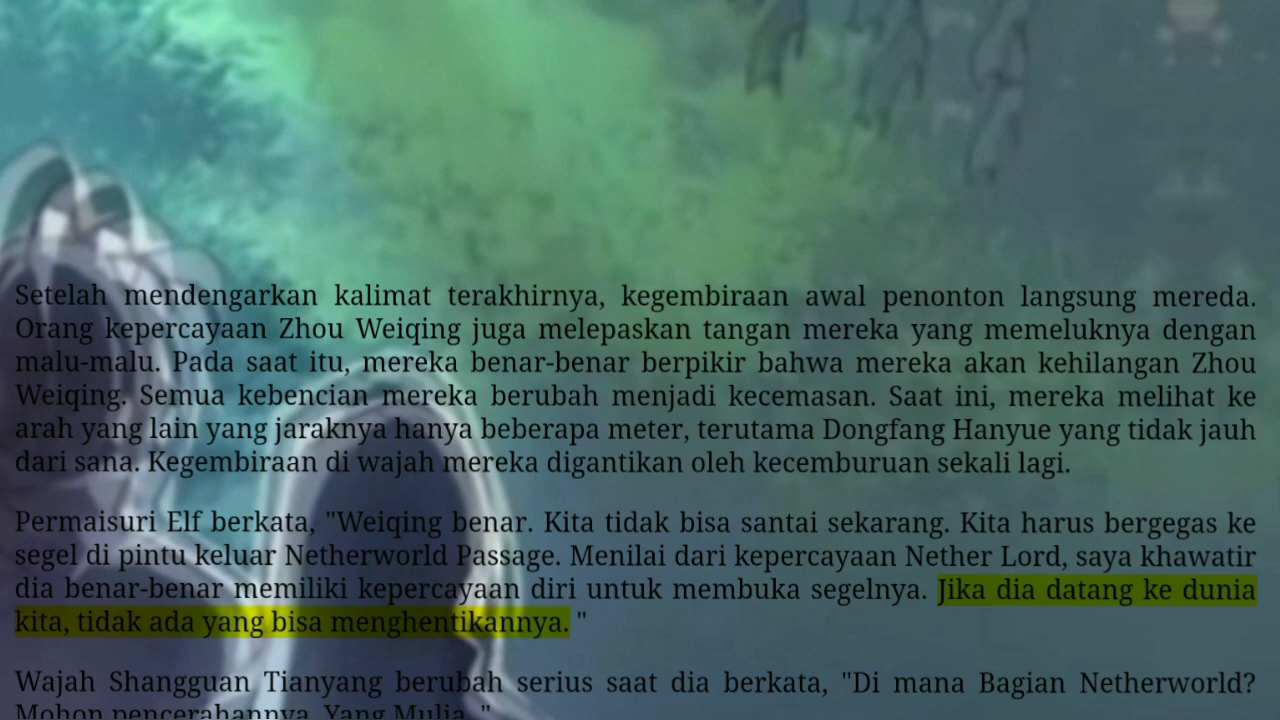 Setelah mendengarkan kalimat terakhirnya, kegembiraan awal penonton langsung mereda.
Orang kepercayaan Zhou Weiqing juga melepaskan tangan mereka yang memeluknya dengan
malu-malu. Pada saat itu, mereka benar-benar berpikir bahwa mereka akan kehilangan Zhou
Weiqing. Semua kebencian mereka berubah menjadi kecemasan. Saat ini, mereka melihat ke
arah yang lain yang jaraknya hanya beberapa meter, terutama Dongfang Hanyue yang tidak jauh
dari sana. Kegembiraan di wajah mereka digantikan oleh kecemburuan sekali lagi.
Permaisuri Elf berkata, "Weiqing benar. Kita tidak bisa santai sekarang. Kita harus bergegas ke
segel di pintu keluar Netherworld Passage. Menilai dari kepercayaan Nether Lord, saya khawatir
dia benar-benar memiliki kepercayaan diri untuk membuka segelnya. Jika dia datang ke dunia
kita, tidak ada yang bisa menghentikannya. "
Wajah Shangguan Tianyang berubah serius saat dia berkata, "Di mana Bagian Netherworld?
Mohon pencerahannya, Yang Mulia. "